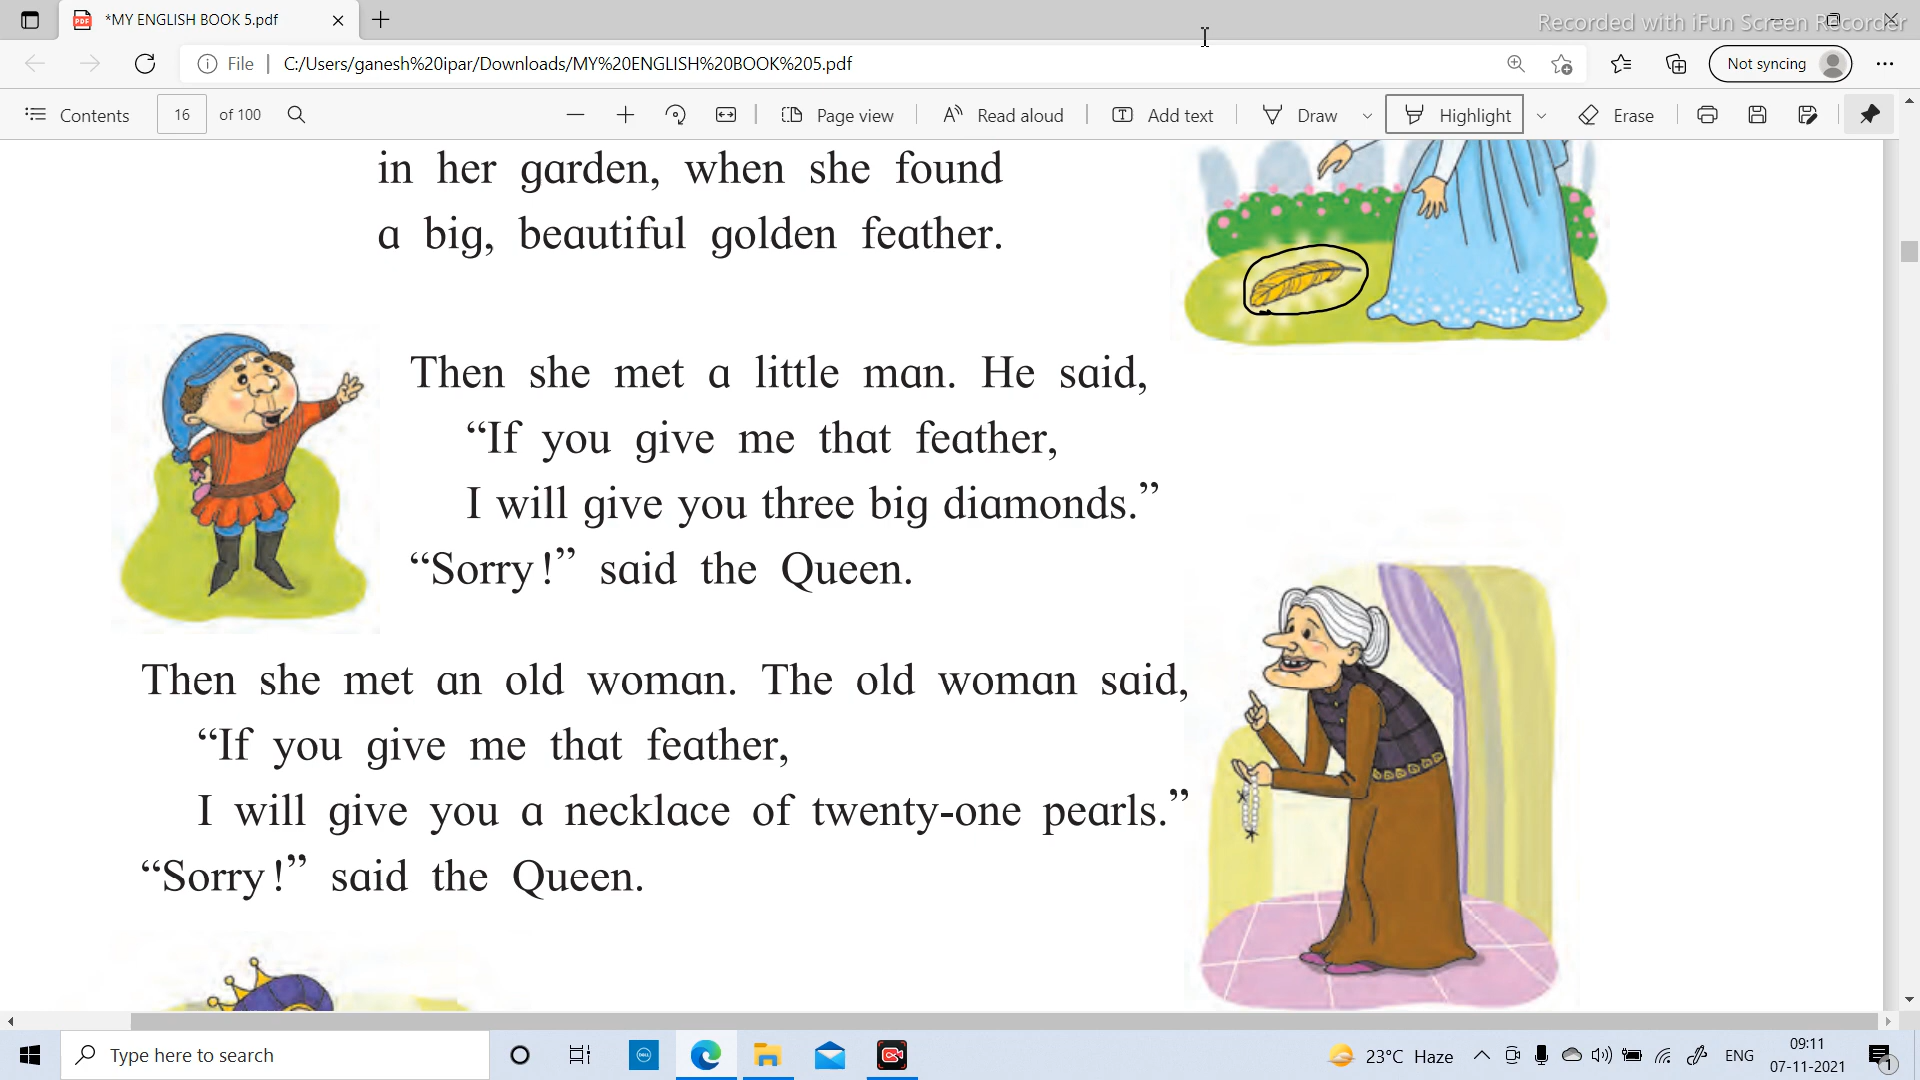 *MY ENGLISH BOOK 5.pdf
Recorded with iFun Screen Recorder
File
C:/Users/ganesh%20ipar/Downloads/MY%20ENGLISH%20BOOK%205.pdf
Not syncing
Contents
16
of 100
Page view
Read aloud
Add text
Draw
Highlight
Erase
in her garden, when she found
a big, beautiful golden feather.
Then she met a little man. He said,
“If you give me that feather,
I will give you three big diamonds.”
“Sorry!” said the Queen.
Then she met an old woman. The old woman said,
“If you give me that feather,
I will give you a necklace of twenty-one pearls.”
“Sorry!” said the Queen.
Type here to search
23°C Haze
ENG
09:11
07-11-2021
1